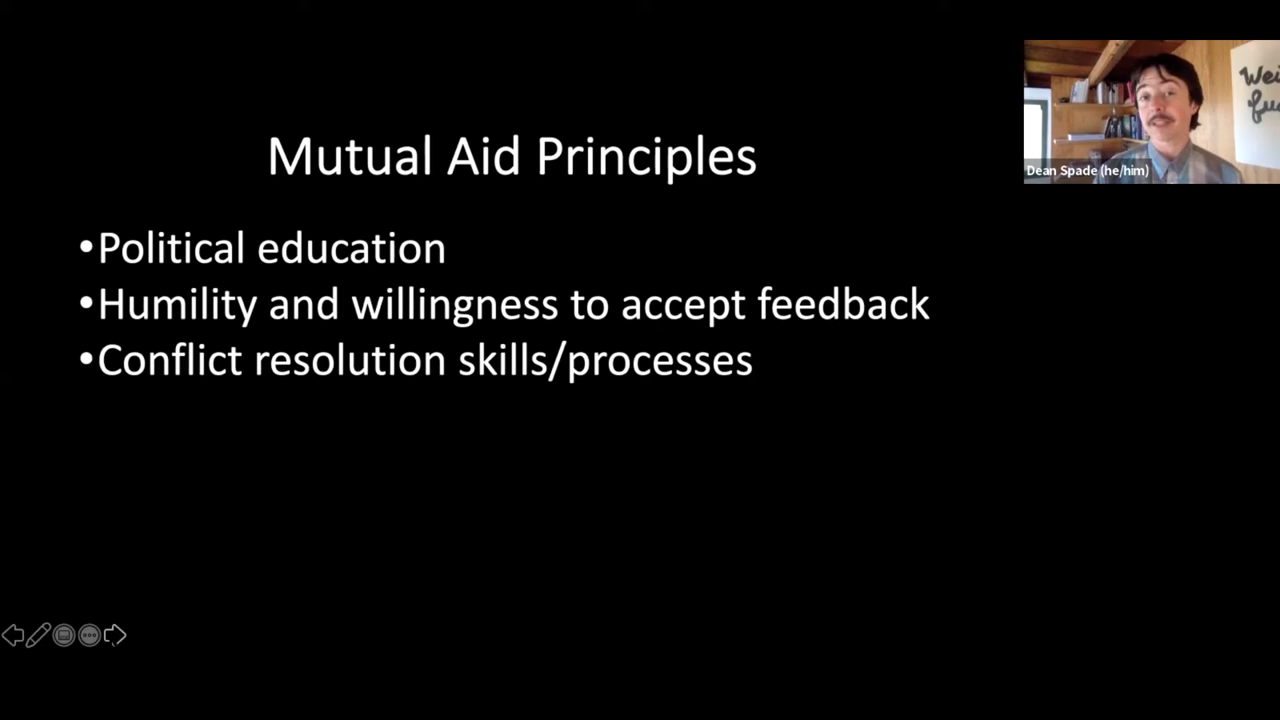 Mutual Aid Principles
•Political education
•Humility and willingness to accept feedback
•Conflict resolution skills/processes
Dean Spade (he/him)